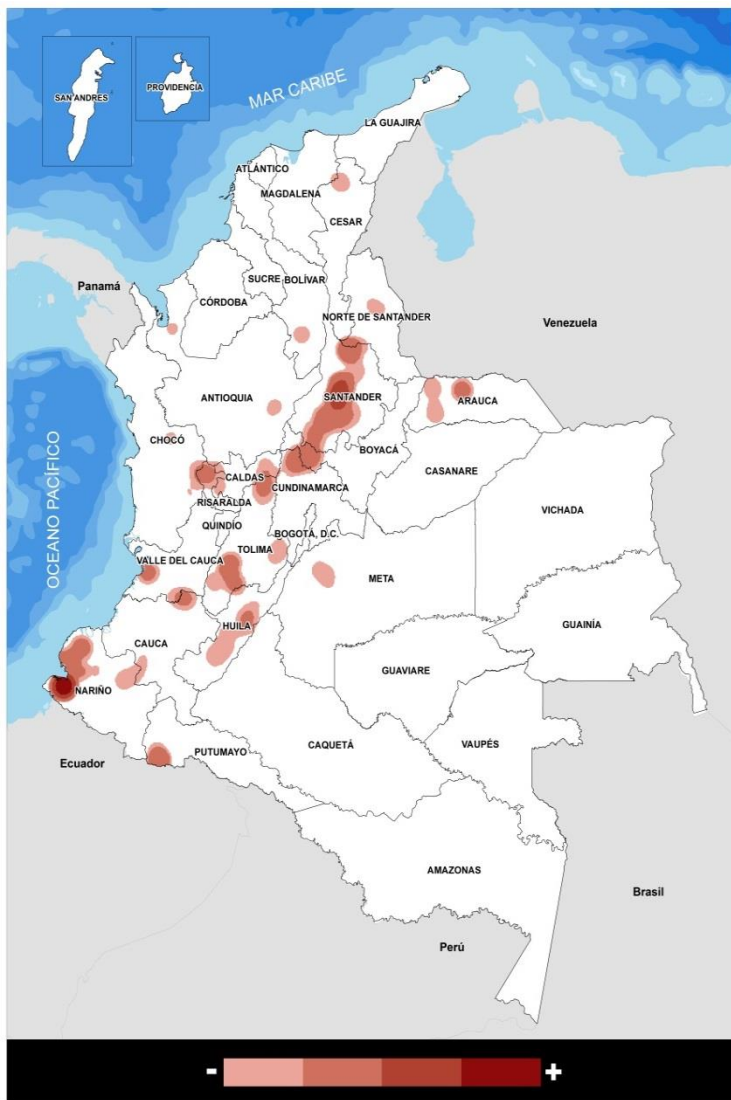 SAN ANDRES
PROVIDENCIA
MAR CARIBE
LA GUAJIRA
ATLÁNTICO
MAGDALENA
CESAR
SUCRE
BOLÍVAR
Panamá
CÓRDOBA
NORTE DE SANTANDER
Venezuela
ANTIOQUIA
SANTANDER
ARAUCA
CHOCÓ
BOYACÁ
CASANARE
CALDAS
CUNDINAMARCA
RISARALDA
VICHADA
QUINDÍO
BOGOTÁ, D.C.
OCEANO PACÍFICO
TOLIMA
VALLE DEL CAUCA
META
GUAINÍA
HUILA
CAUCA
GUAVIARE
NARIÑO
CAQUETÁ
VAUPÉS
PUTUMAYO
Ecuador
AMAZONAS
Brasil
Perú
- +